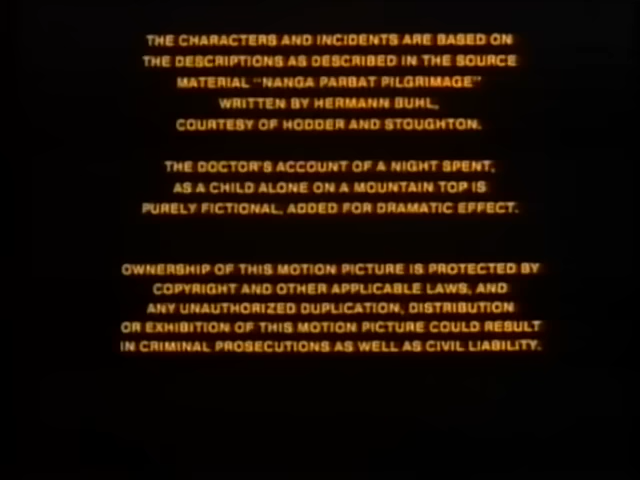 THE CHARACTERS AND INCIDENTS ARE BASED ON
THE DESCRIPTIONS AS DESCRIBED IN THE SOURCE
MATERIAL "NANGA PARBAT PILGRIMAGE"
WRITTEN BY HERMANN BUHL,
COURTESY OF HODDER AND STOUGHTON.
THE DOCTOR'S ACCOUNT OF A NIGHT SPENT,
AS A CHILD ALONE ON A MOUNTAIN TOP IS
PURELY FICTIONAL, ADDED FOR DRAMATIC EFFECT.
OWNERSHIP OF THIS MOTION PICTURE IS PROTECTED BY
COPYRIGHT AND OTHER APPLICABLE LAWS, AND
ANY UNAUTHORIZED DUPLICATION, DISTRIBUTION
OR EXHIBITION OF THIS MOTION PICTURE COULD RESULT
IN CRIMINAL PROSECUTIONS AS WELL AS CIVIL LIABILITY.